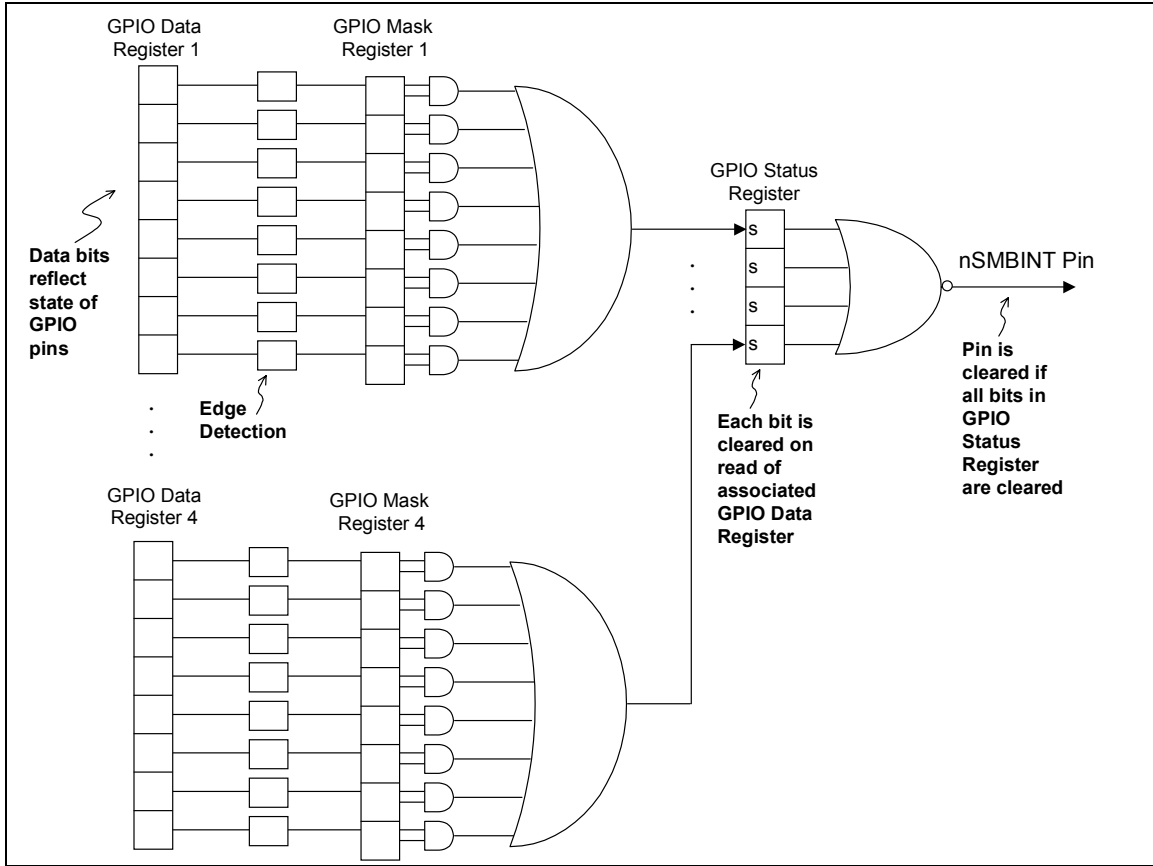 GPIO Data
Register 1
GPIO Mask
Register 1
Data bits
reflect
state of
GPIO
pins
Edge
Detection
GPIO Status
Register
s
s
s
s
nSMBINT Pin
Each bit is
cleared on
read of
associated
GPIO Data
Register
Pin is
cleared if
all bits in
GPIO
Status
Register
are cleared
GPIO Data
Register 4
GPIO Mask
Register 4